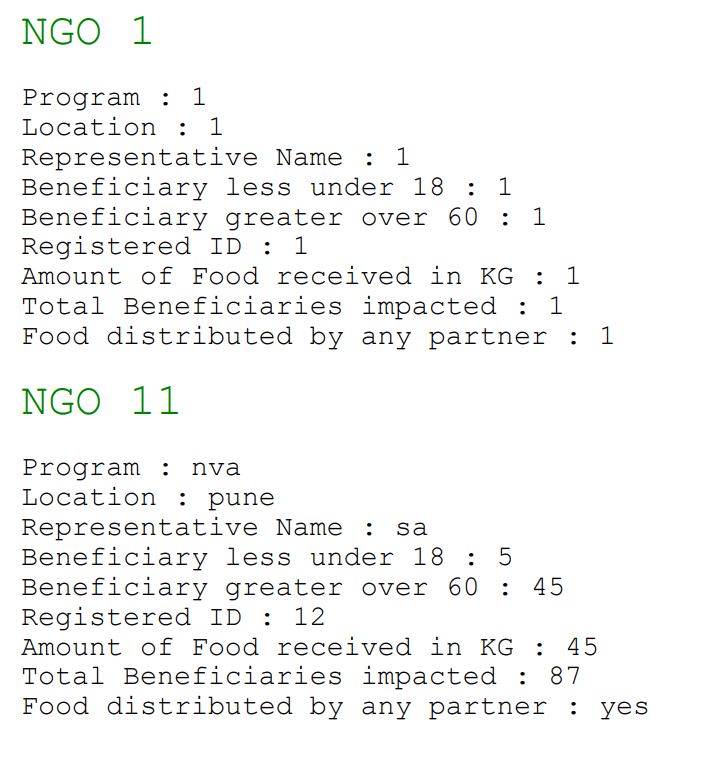 NGO 1
Program : 1
Location : 1
Representative Name : 1
Beneficiary less under 18 : 1
Beneficiary greater over 60 : 1
Registered ID : 1
Amount of Food received in KG : 1
Total Beneficiaries impacted : 1
Food distributed by any partner : 1
NGO 11
Program : nva
Location : pune
Representative Name : sa
Beneficiary less under 18 : 5
Beneficiary greater over 60 : 45
Registered ID : 12
Amount of Food received in KG : 45
Total Beneficiaries impacted : 87
Food distributed by any partner : yes